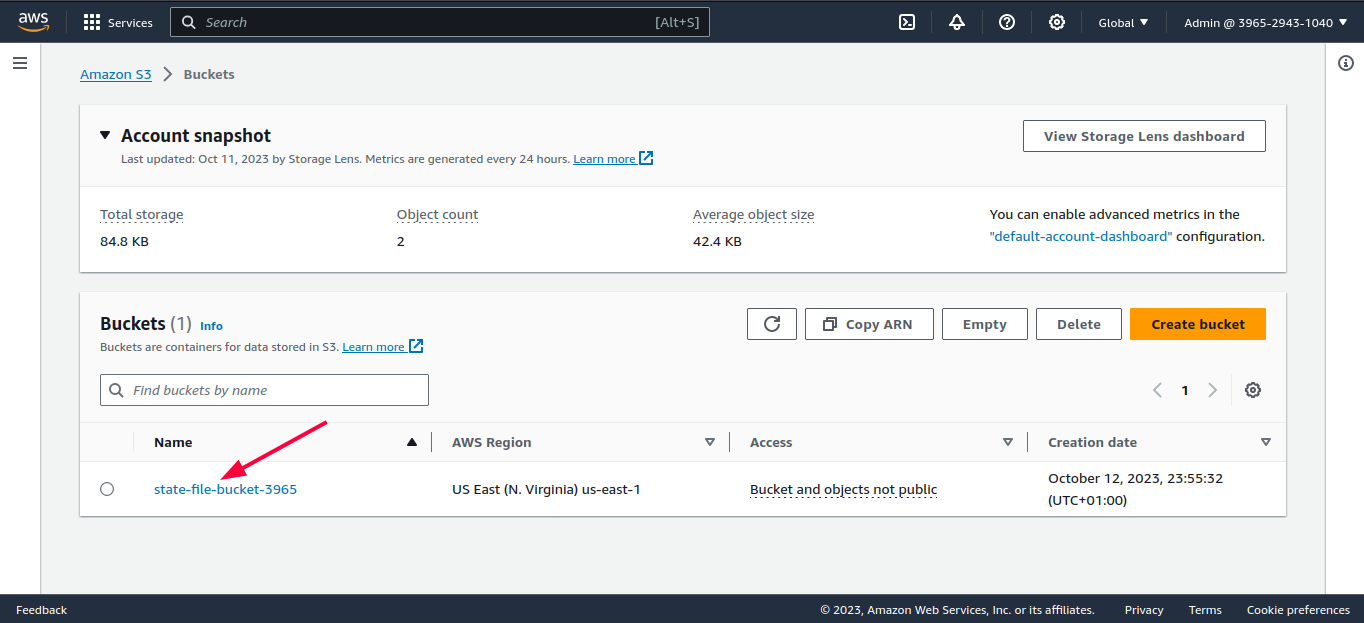 aws Services Search [Alt+S] Global Admin @ 3965-2943-1040
Amazon S3 Buckets
Account snapshot
Last updated: Oct 11, 2023 by Storage Lens. Metrics are generated every 24 hours. Learn more
View Storage Lens dashboard
Total storage
84.8 KB
Object count
2
Average object size
42.4 KB
You can enable advanced metrics in the
"default-account-dashboard" configuration.
Buckets (1) Info
Buckets are containers for data stored in S3. Learn more
Copy ARN Empty Delete Create bucket
Find buckets by name
1
Name AWS Region Access Creation date
state-file-bucket-3965 US East (N. Virginia) us-east-1 Bucket and objects not public October 12, 2023, 23:55:32
(UTC+01:00)
Feedback © 2023, Amazon Web Services, Inc. or its affiliates. Privacy Terms Cookie preferences